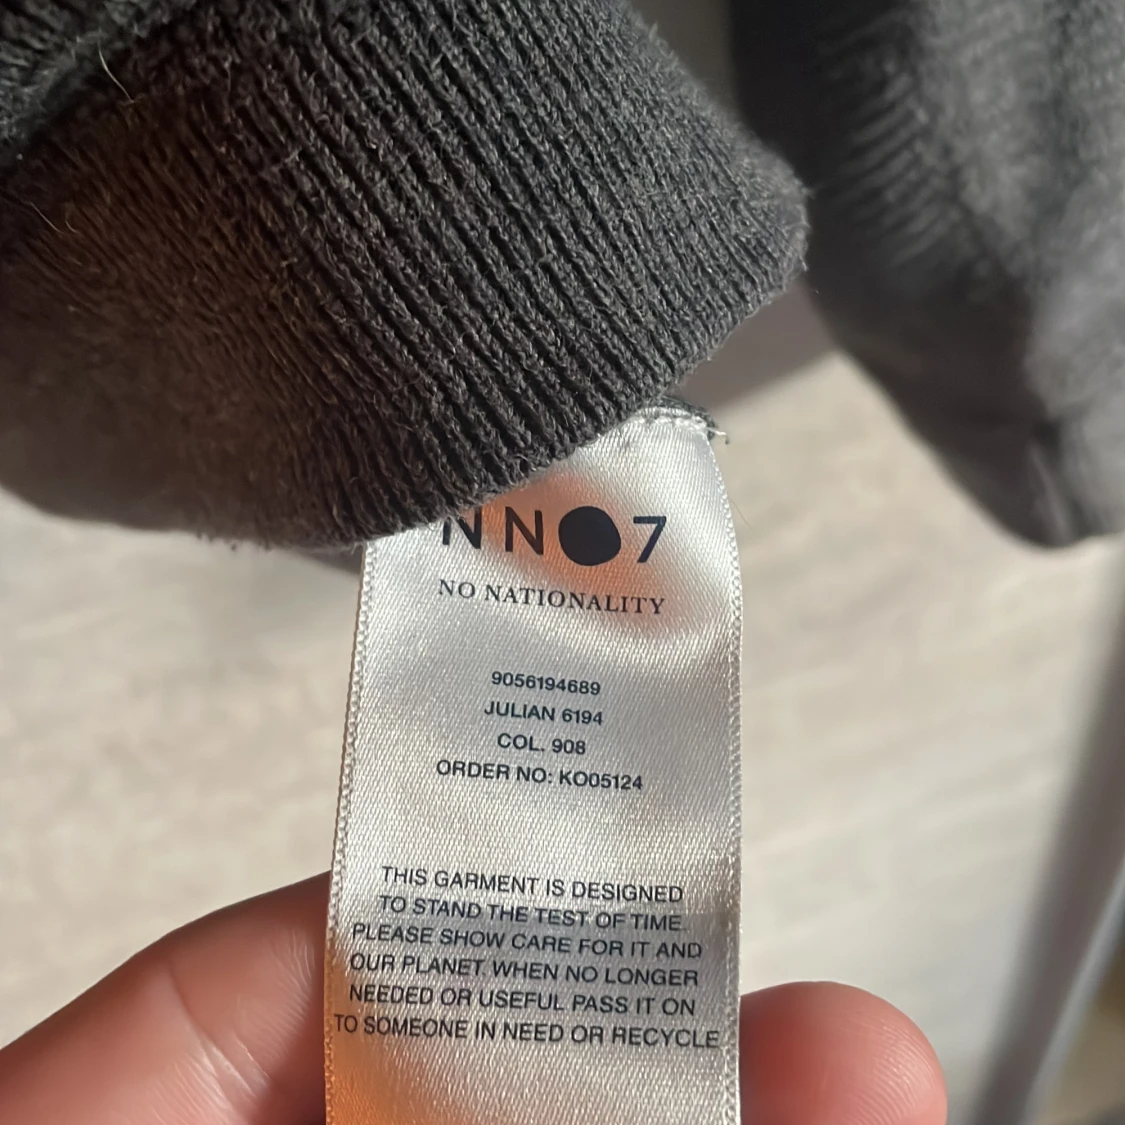 NN●7
NO NATIONALITY
9056194689
JULIAN 6194
COL. 908
ORDER NO: KO05124
THIS GARMENT IS DESIGNED
TO STAND THE TEST OF TIME.
PLEASE SHOW CARE FOR IT AND
OUR PLANET. WHEN NO LONGER
NEEDED OR USEFUL PASS IT ON
TO SOMEONE IN NEED OR RECYCLE